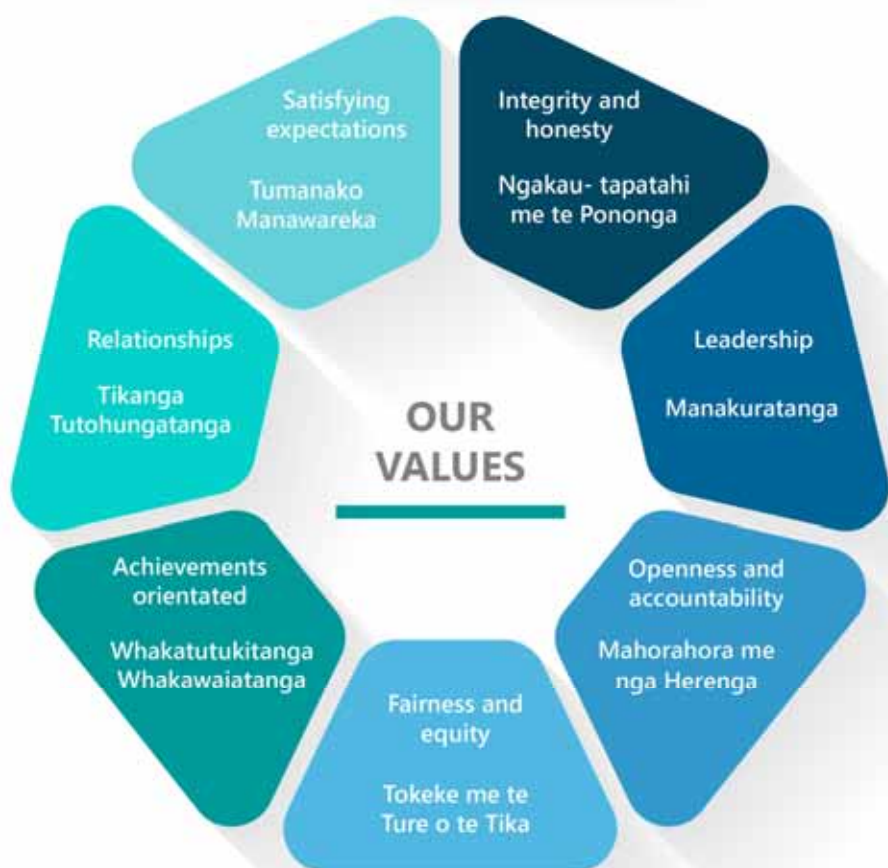 Satisfying
expectations
Tumanako
Manawareka
Integrity and
honesty
Ngakau- tapatahi
me te Pononga
Relationships
Tikanga
Tutohungatanga
Leadership
Manakuratanga
OUR
VALUES
Achievements
orientated
Whakatutukitanga
Whakawaiatanga
Openness and
accountability
Mahorahora me
nga Herenga
Fairness and
equity
Tokeke me te
Ture o te Tika